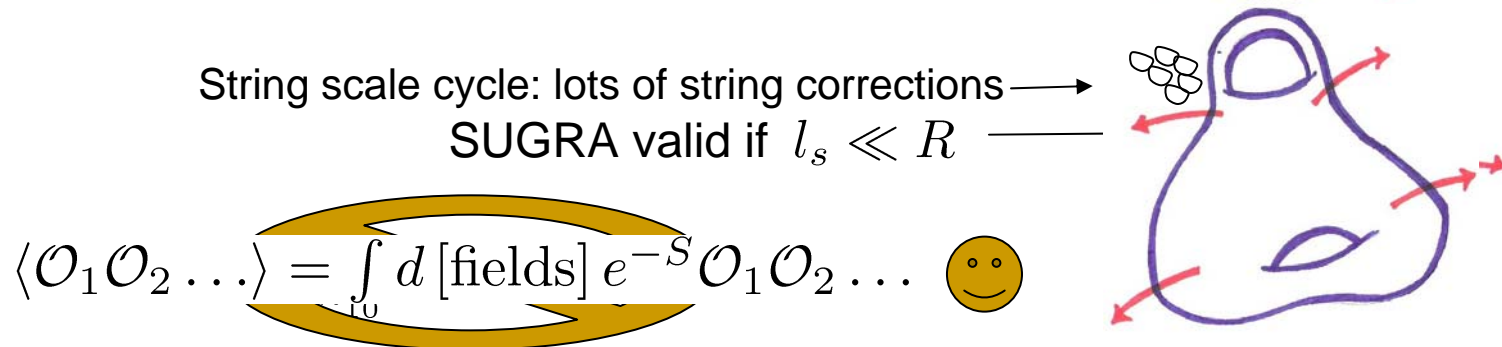 String scale cycle: lots of string corrections
SUGRA valid if $l_s \ll R$
$\langle \mathcal{O}_1 \mathcal{O}_2 \ldots \rangle = \int d\,[\text{fields}]\, e^{-S} \mathcal{O}_1 \mathcal{O}_2 \ldots$